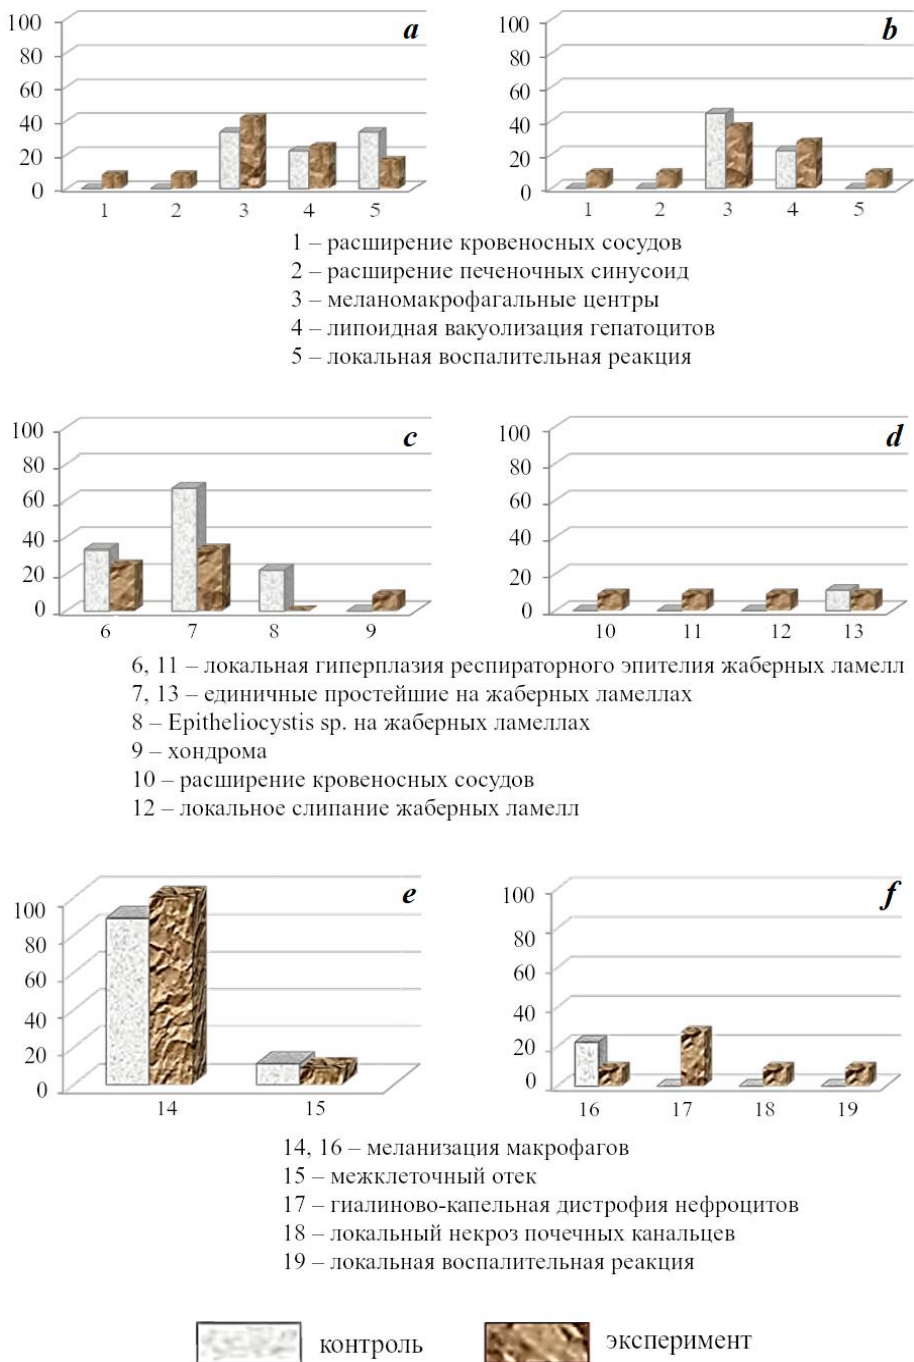 a
100
80
60
40
20
0
1 2 3 4 5
b
100
80
60
40
20
0
1 2 3 4 5
1 – расширение кровеносных сосудов
2 – расширение печеночных синусоид
3 – меланомакрофагальные центры
4 – липоидная вакуолизация гепатоцитов
5 – локальная воспалительная реакция
c
100
80
60
40
20
0
6 7 8 9
d
100
80
60
40
20
0
10 11 12 13
6, 11 – локальная гиперплазия респираторного эпителия жаберных ламелл
7, 13 – единичные простейшие на жаберных ламеллах
8 – Epitheliocystis sp. на жаберных ламеллах
9 – хондрома
10 – расширение кровеносных сосудов
12 – локальное слипание жаберных ламелл
e
100
80
60
40
20
0
14 15
f
100
80
60
40
20
0
16 17 18 19
14, 16 – меланизация макрофагов
15 – межклеточный отек
17 – гиалиново-капельная дистрофия нефроцитов
18 – локальный некроз почечных канальцев
19 – локальная воспалительная реакция
контроль эксперимент